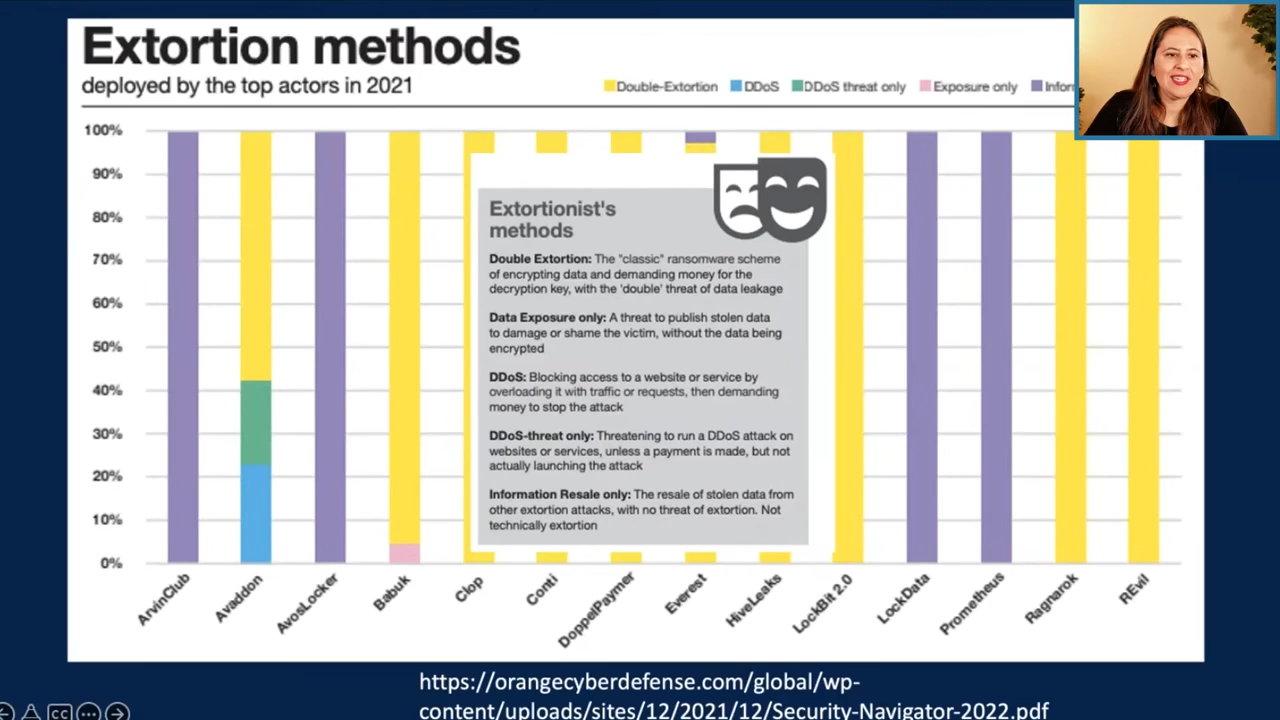 Extortion methods
deployed by the top actors in 2021
Double-Extortion DDoS DDoS threat only Exposure only
100%
90%
80%
70%
60%
50%
40%
30%
20%
10%
0%
Extortionist's
methods
Double Extortion: The "classic" ransomware scheme
of encrypting data and demanding money for the
decryption key, with the 'double' threat of data leakage
Data Exposure only: A threat to publish stolen data
to damage or shame the victim, without the data being
encrypted
DDoS: Blocking access to a website or service by
overloading it with traffic or requests, then demanding
money to stop the attack
DDoS-threat only: Threatening to run a DDoS attack on
websites or services, unless a payment is made, but not
actually launching the attack
Information Resale only: The resale of stolen data from
other extortion attacks, with no threat of extortion. Not
technically extortion
ArvinClub
Avaddon
AvosLocker
Babuk
Clop
Conti
DoppelPaymer
Everest
HiveLeaks
LockBit 2.0
LockData
Prometheus
Ragnarok
REvil
https://orangecyberdefense.com/global/wp-
content/uploads/sites/12/2021/12/Security-Navigator-2022.pdf
CC